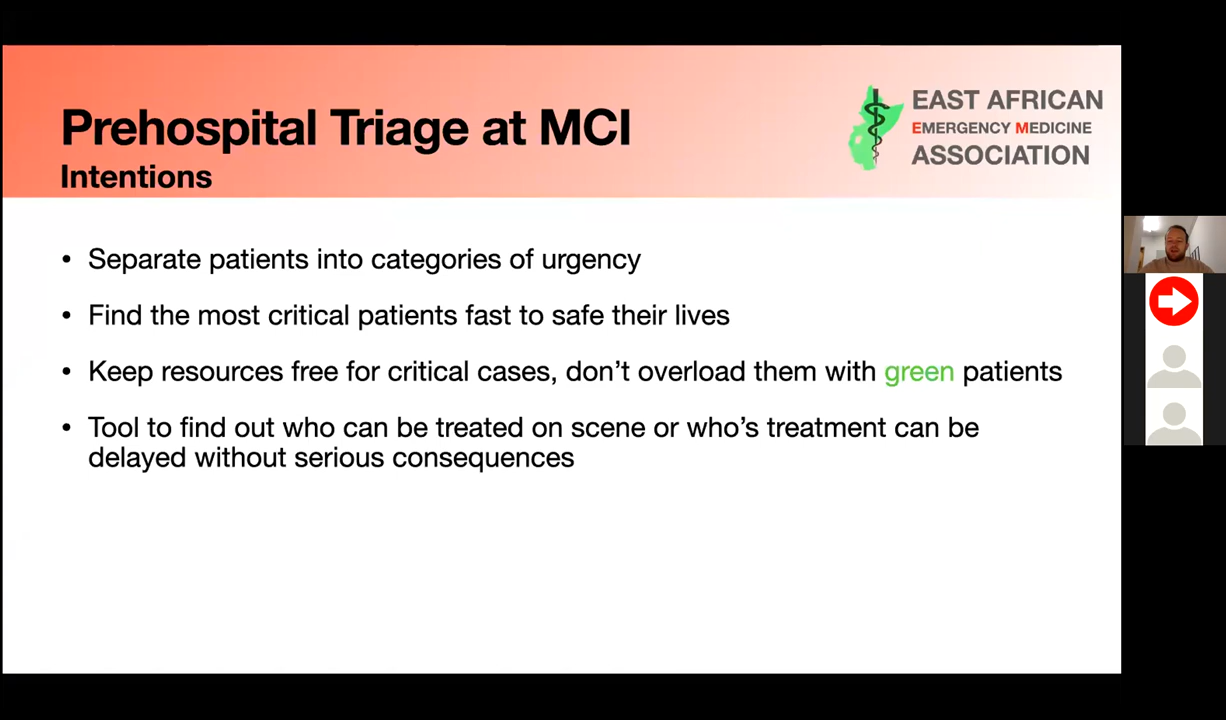 Prehospital Triage at MCI
Intentions
EAST AFRICAN
EMERGENCY MEDICINE
ASSOCIATION
• Separate patients into categories of urgency
• Find the most critical patients fast to safe their lives
• Keep resources free for critical cases, don’t overload them with green patients
• Tool to find out who can be treated on scene or who’s treatment can be
delayed without serious consequences